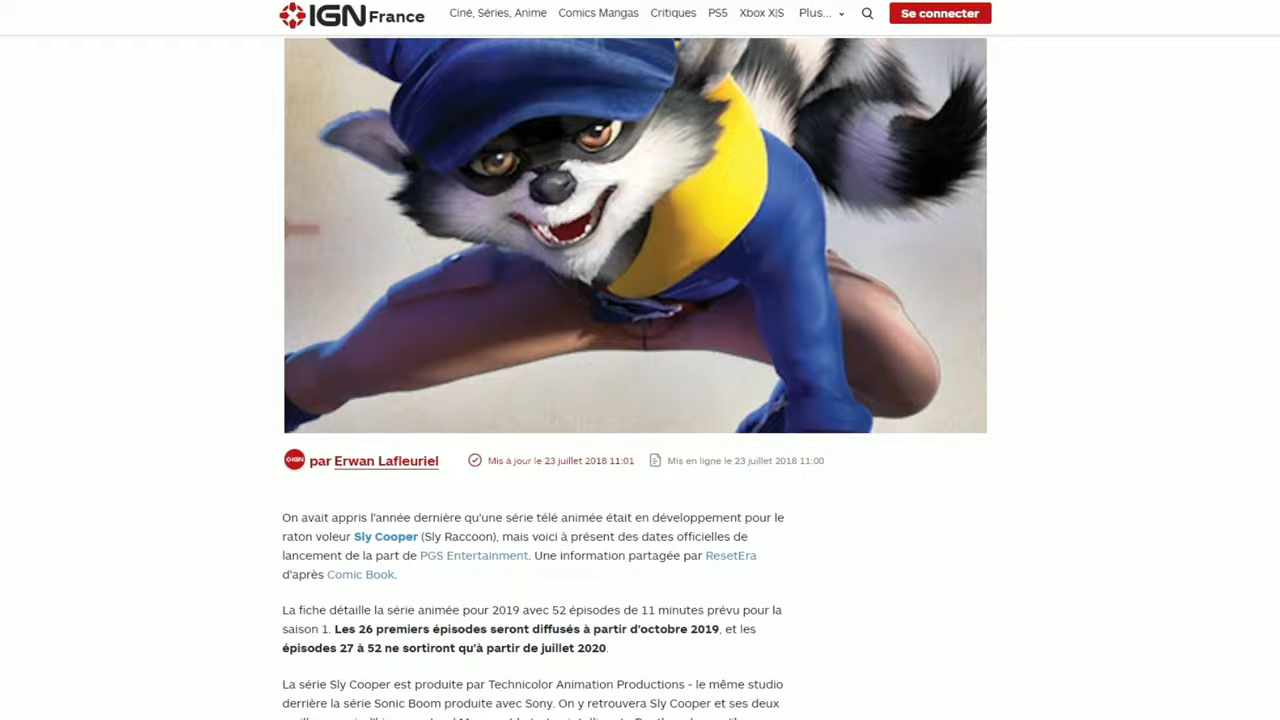 IGN France
Ciné, Séries, Anime Comics Mangas Critiques PS5 Xbox X|S Plus... Se connecter
IGN par Erwan Lafleuriel Mis à jour le 23 juillet 2018 11:01 Mis en ligne le 23 juillet 2018 11:00
On avait appris l'année dernière qu'une série télé animée était en développement pour le
raton voleur Sly Cooper (Sly Raccoon), mais voici à présent des dates officielles de
lancement de la part de PGS Entertainment. Une information partagée par ResetEra
d'après Comic Book.
La fiche détaille la série animée pour 2019 avec 52 épisodes de 11 minutes prévu pour la
saison 1. Les 26 premiers épisodes seront diffusés à partir d'octobre 2019, et les
épisodes 27 à 52 ne sortiront qu'à partir de juillet 2020.
La série Sly Cooper est produite par Technicolor Animation Productions - le même studio
derrière la série Sonic Boom produite avec Sony. On y retrouvera Sly Cooper et ses deux